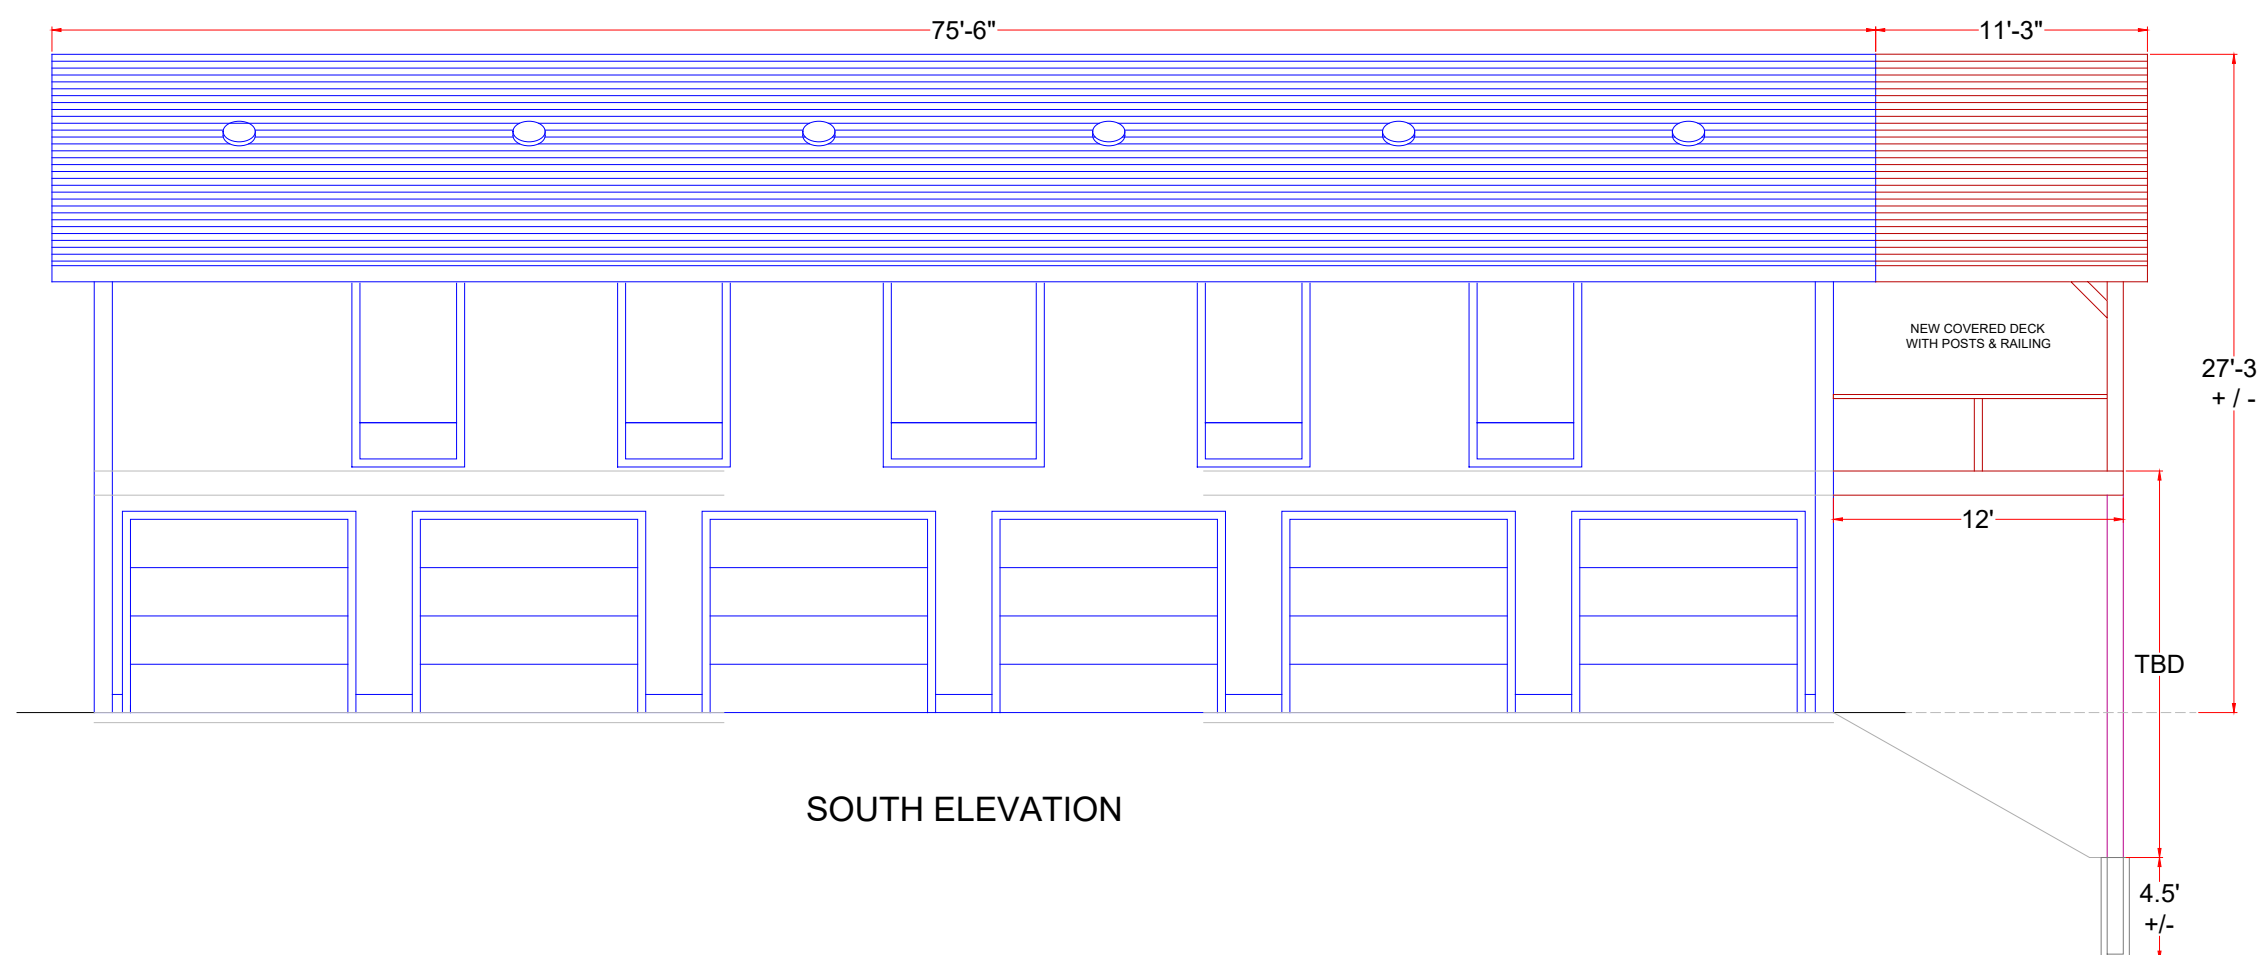 75'-6"
11'-3"
NEW COVERED DECK
WITH POSTS & RAILING
27'-3
+ / -
12'
TBD
SOUTH ELEVATION
4.5'
+/-